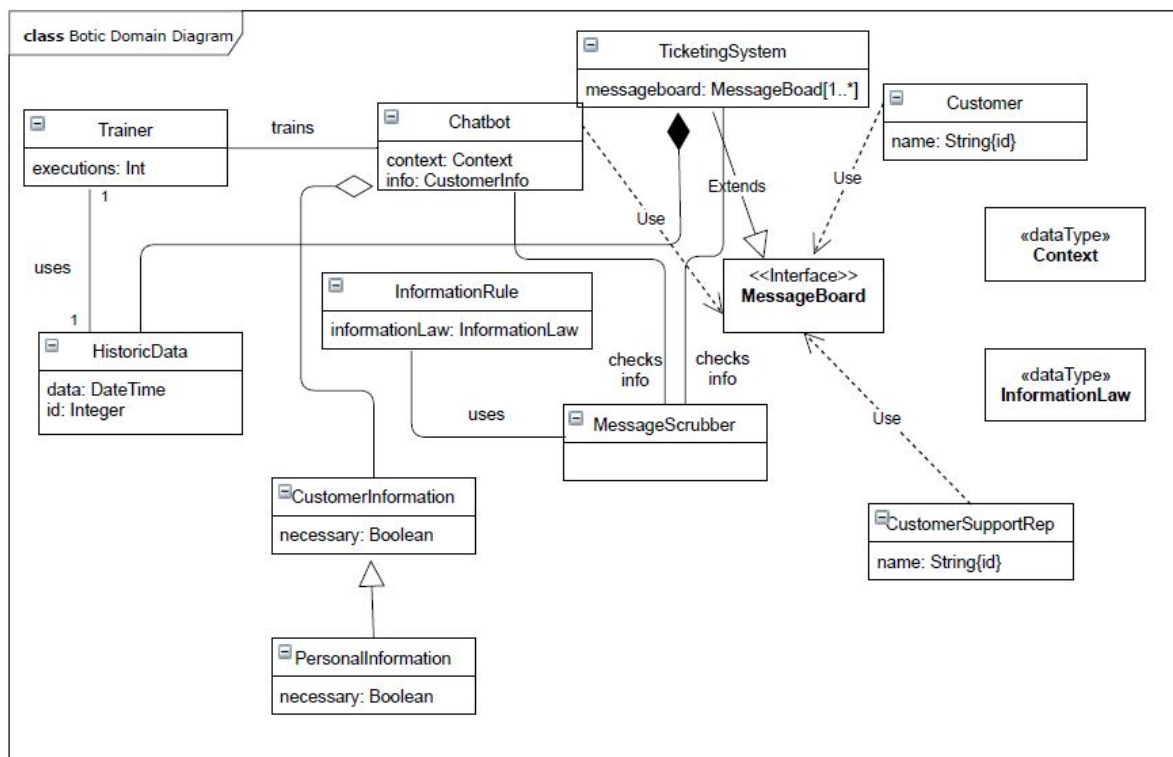 class Botic Domain Diagram
TicketingSystem
messageboard: MessageBoad[1..*]
Customer
name: String{id}
Trainer
executions: Int
trains
Chatbot
context: Context
info: CustomerInfo
Extends
Use
Use
1
uses
1
«dataType»
Context
<<Interface>>
MessageBoard
InformationRule
informationLaw: InformationLaw
HistoricData
data: DateTime
id: Integer
checks
info
checks
info
«dataType»
InformationLaw
uses
MessageScrubber
Use
CustomerInformation
necessary: Boolean
CustomerSupportRep
name: String{id}
PersonalInformation
necessary: Boolean